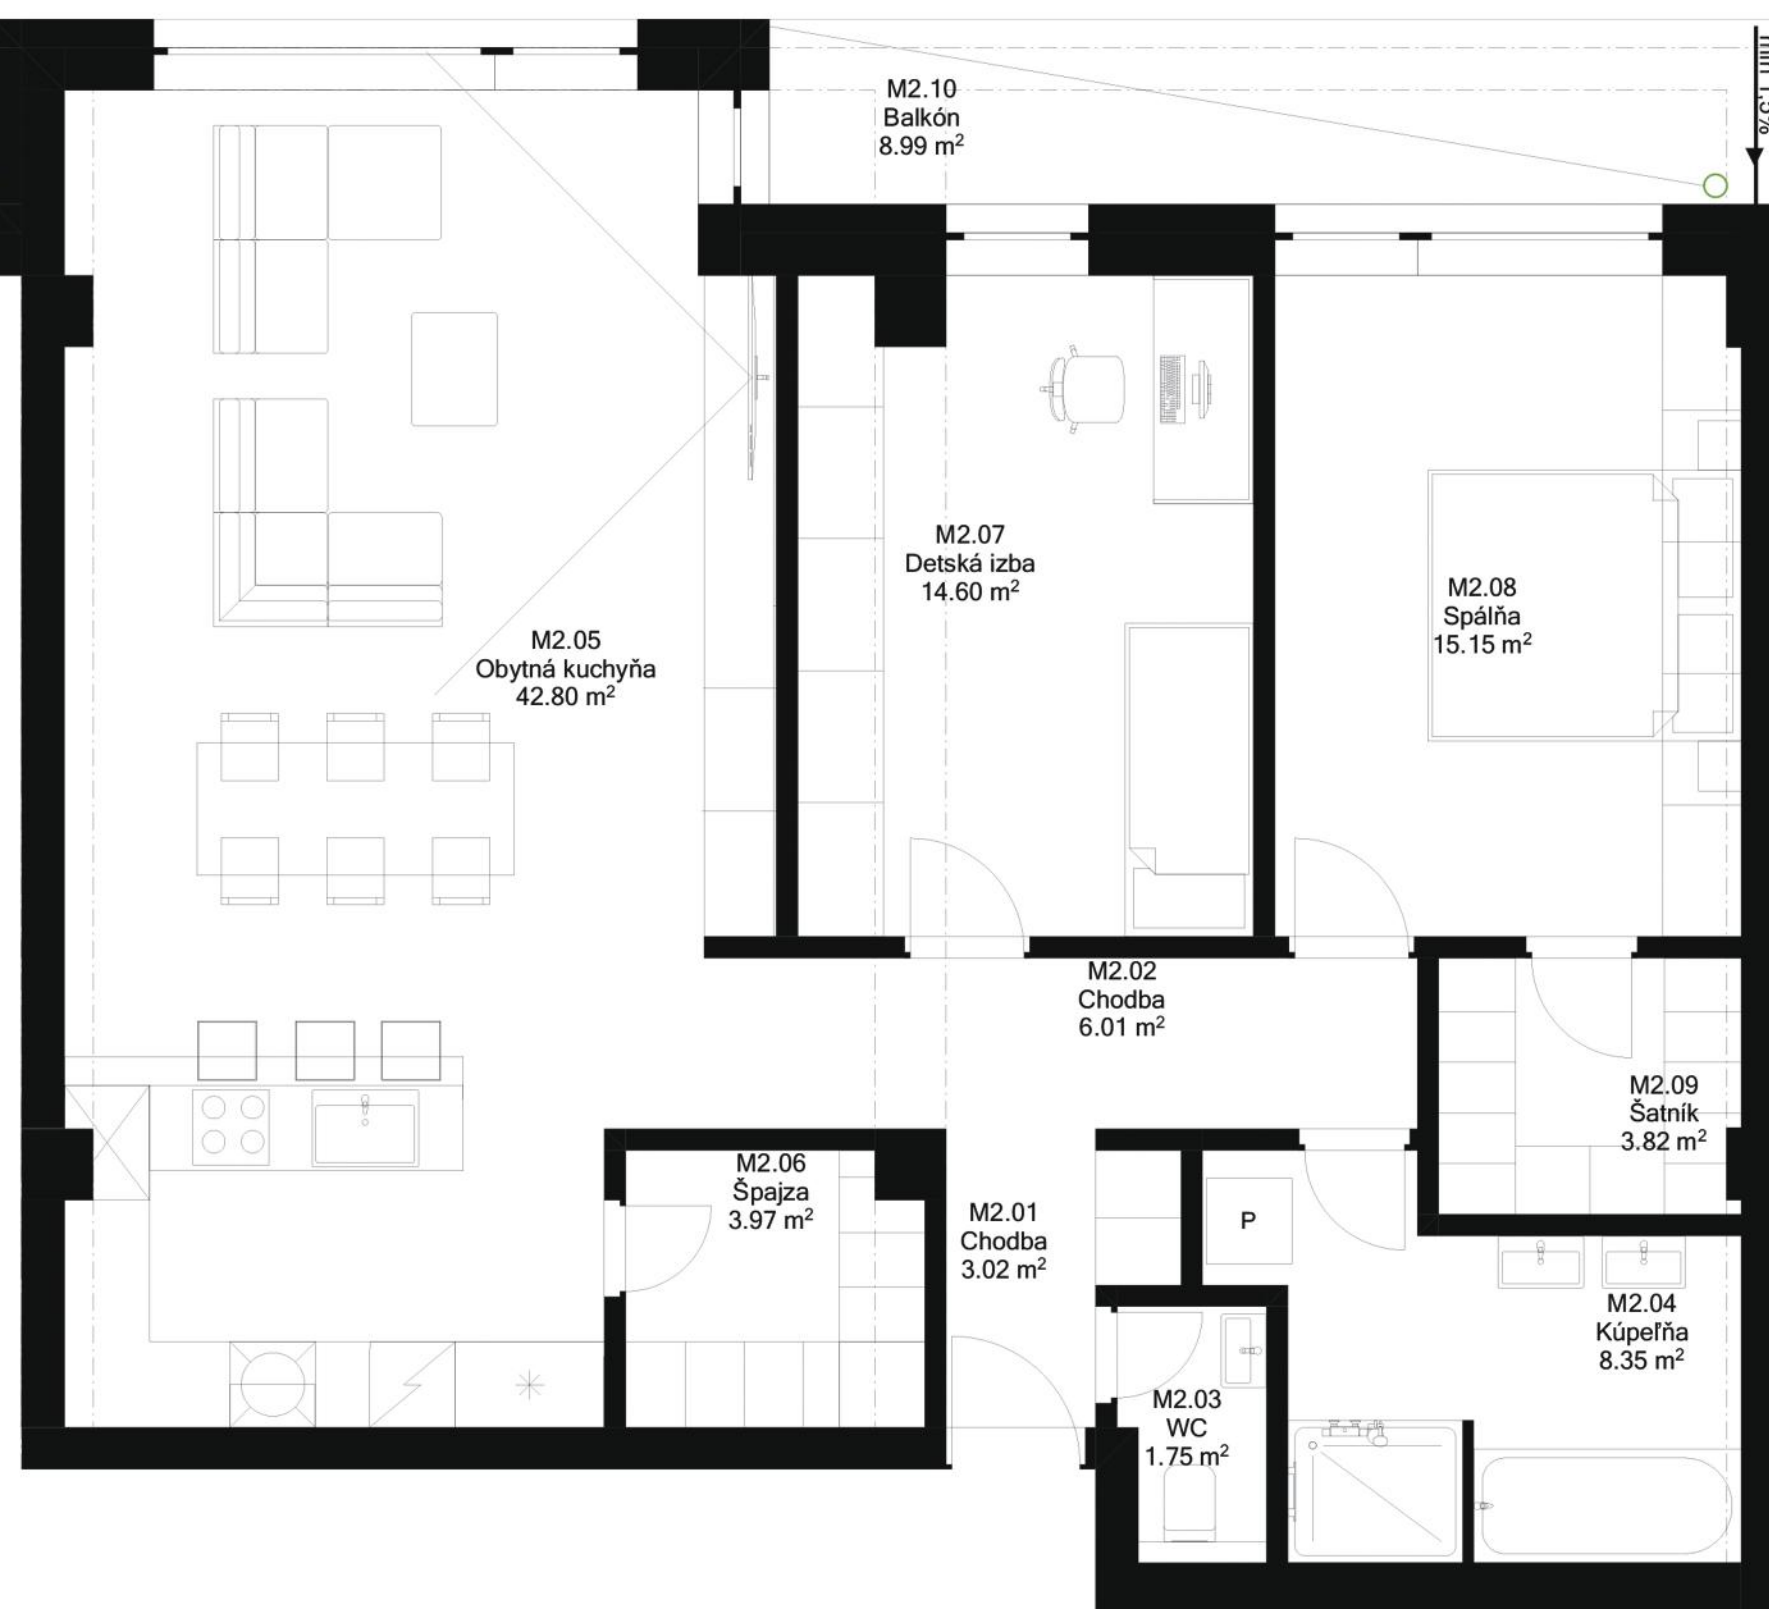 min 1,5%
M2.10
Balkón
8.99 m²
M2.07
Detská izba
14.60 m²
M2.08
Spálňa
15.15 m²
M2.05
Obytná kuchyňa
42.80 m²
M2.02
Chodba
6.01 m²
M2.09
Šatník
3.82 m²
M2.06
Špajza
3.97 m²
M2.01
Chodba
3.02 m²
P
M2.04
Kúpeľňa
8.35 m²
M2.03
WC
1.75 m²